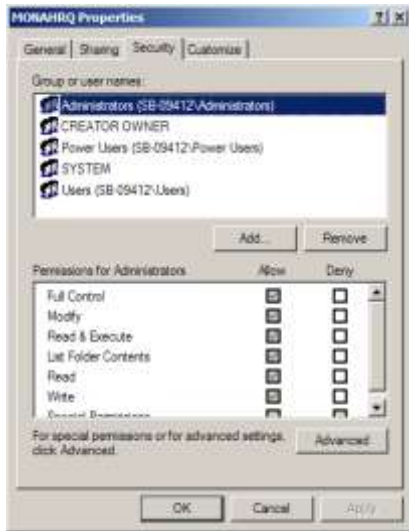 MONAHRQ Properties
General Sharing Security Customize
Group or user names:
Administrators (SB-09412\Administrators)
CREATOR OWNER
Power Users (SB-09412\Power Users)
SYSTEM
Users (SB-09412\Users)
Add... Remove
Permissions for Administrators Allow Deny
Full Control
Modify
Read & Execute
List Folder Contents
Read
Write
Special Permissions
For special permissions or for advanced settings,
click Advanced.
Advanced
OK Cancel Apply